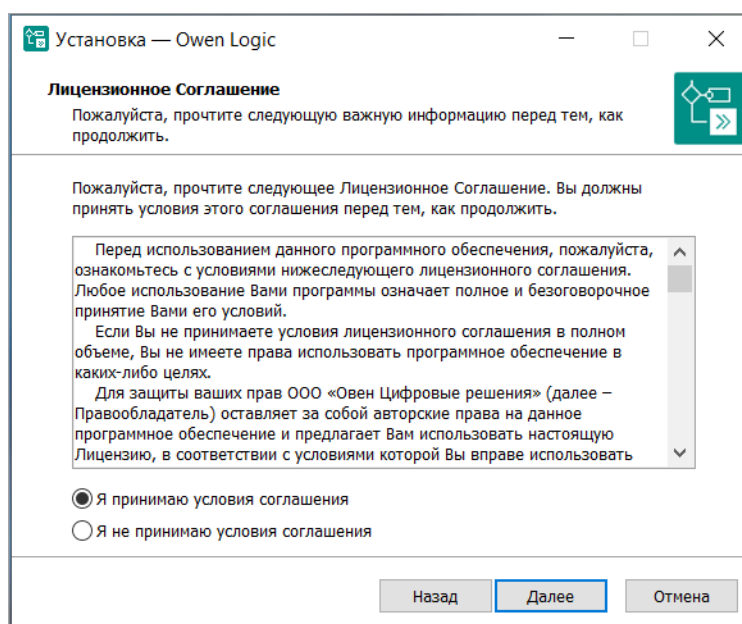 Установка — Owen Logic
Лицензионное Соглашение
Пожалуйста, прочтите следующую важную информацию перед тем, как
продолжить.
Пожалуйста, прочтите следующее Лицензионное Соглашение. Вы должны
принять условия этого соглашения перед тем, как продолжить.
Перед использованием данного программного обеспечения, пожалуйста,
ознакомьтесь с условиями нижеследующего лицензионного соглашения.
Любое использование Вами программы означает полное и безоговорочное
принятие Вами его условий.
Если Вы не принимаете условия лицензионного соглашения в полном
объеме, Вы не имеете права использовать программное обеспечение в
каких-либо целях.
Для защиты ваших прав ООО «Овен Цифровые решения» (далее –
Правообладатель) оставляет за собой авторские права на данное
программное обеспечение и предлагает Вам использовать настоящую
Лицензию, в соответствии с условиями которой Вы вправе использовать
Я принимаю условия соглашения
Я не принимаю условия соглашения
Назад Далее Отмена